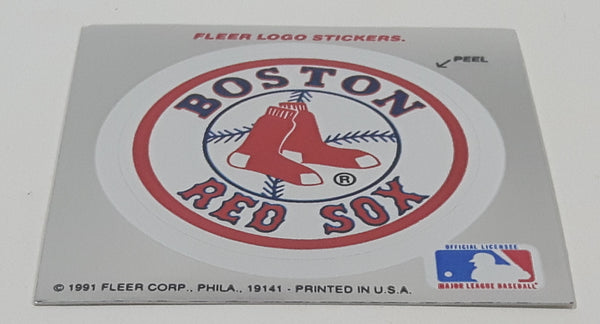 FLEER LOGO STICKERS.
PEEL
BOSTON
®
RED SOX
OFFICIAL LICENSEE
MAJOR LEAGUE BASEBALL
© 1991 FLEER CORP., PHILA., 19141 - PRINTED IN U.S.A.